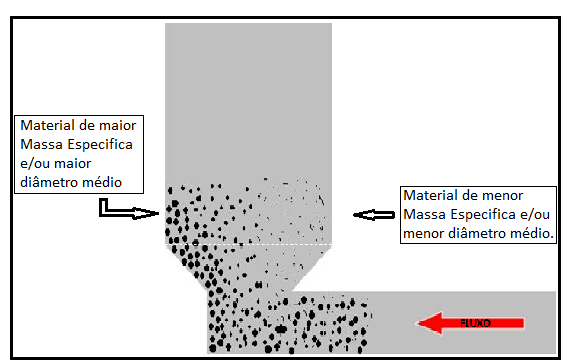 Material de maior
Massa Especifica
e/ou maior
diâmetro médio
Material de menor
Massa Especifica e/ou
menor diâmetro médio.
FLUXO